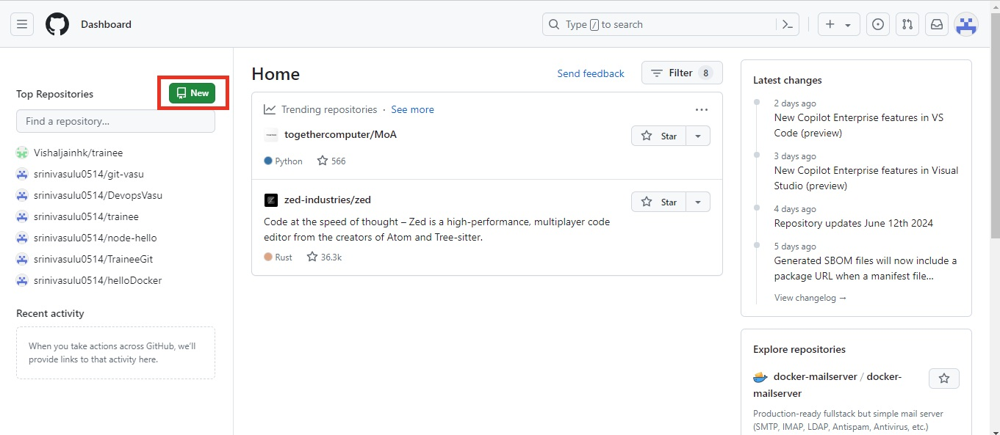 Dashboard
Type / to search
Top Repositories
New
Find a repository...
Vishaljainhk/trainee
srinivasulu0514/git-vasu
srinivasulu0514/DevopsVasu
srinivasulu0514/trainee
srinivasulu0514/node-hello
srinivasulu0514/TraineeGit
srinivasulu0514/helloDocker
Recent activity
When you take actions across GitHub, we'll
provide links to that activity here.
Home
Send feedback
Filter 8
Trending repositories · See more
togethercomputer/MoA
Star
Python 566
zed-industries/zed
Star
Code at the speed of thought – Zed is a high-performance, multiplayer code
editor from the creators of Atom and Tree-sitter.
Rust 36.3k
Latest changes
2 days ago
New Copilot Enterprise features in VS
Code (preview)
3 days ago
New Copilot Enterprise features in Visual
Studio (preview)
4 days ago
Repository updates June 12th 2024
5 days ago
Generated SBOM files will now include a
package URL when a manifest file...
View changelog →
Explore repositories
docker-mailserver / docker-
mailserver
Production-ready fullstack but simple mail server
(SMTP, IMAP, LDAP, Antispam, Antivirus, etc.)